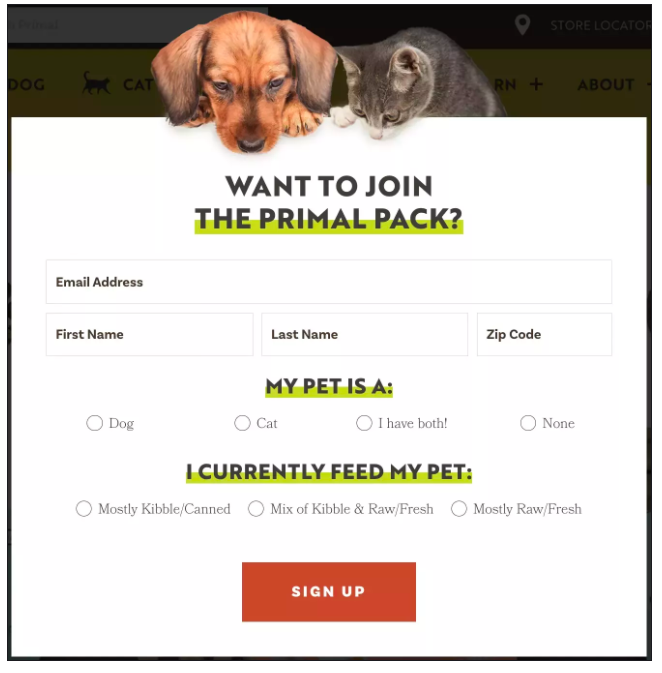 Primal
STORE LOCATOR
DOG CAT RN + ABOUT
WANT TO JOIN
THE PRIMAL PACK?
Email Address
First Name Last Name Zip Code
MY PET IS A:
Dog Cat I have both! None
I CURRENTLY FEED MY PET:
Mostly Kibble/Canned Mix of Kibble & Raw/Fresh Mostly Raw/Fresh
SIGN UP